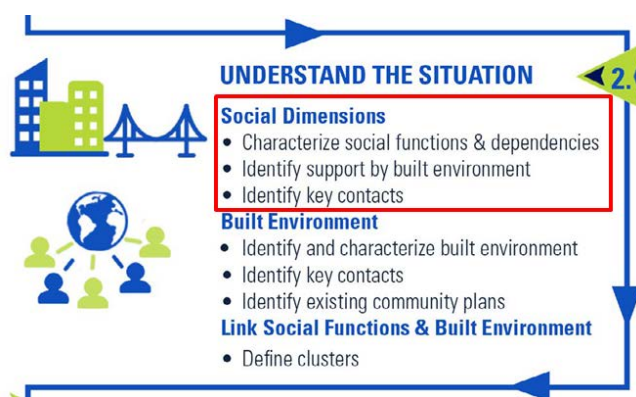 UNDERSTAND THE SITUATION
2.
Social Dimensions
• Characterize social functions & dependencies
• Identify support by built environment
• Identify key contacts
Built Environment
• Identify and characterize built environment
• Identify key contacts
• Identify existing community plans
Link Social Functions & Built Environment
• Define clusters